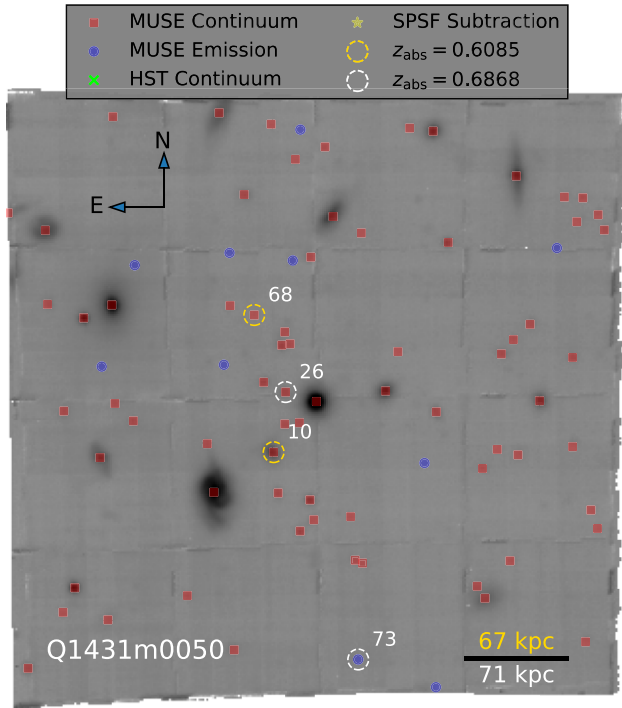 MUSE Continuum
MUSE Emission
HST Continuum
SPSF Subtraction
z_abs = 0.6085
z_abs = 0.6868
N
E
68
26
10
73
Q1431m0050
67 kpc
71 kpc